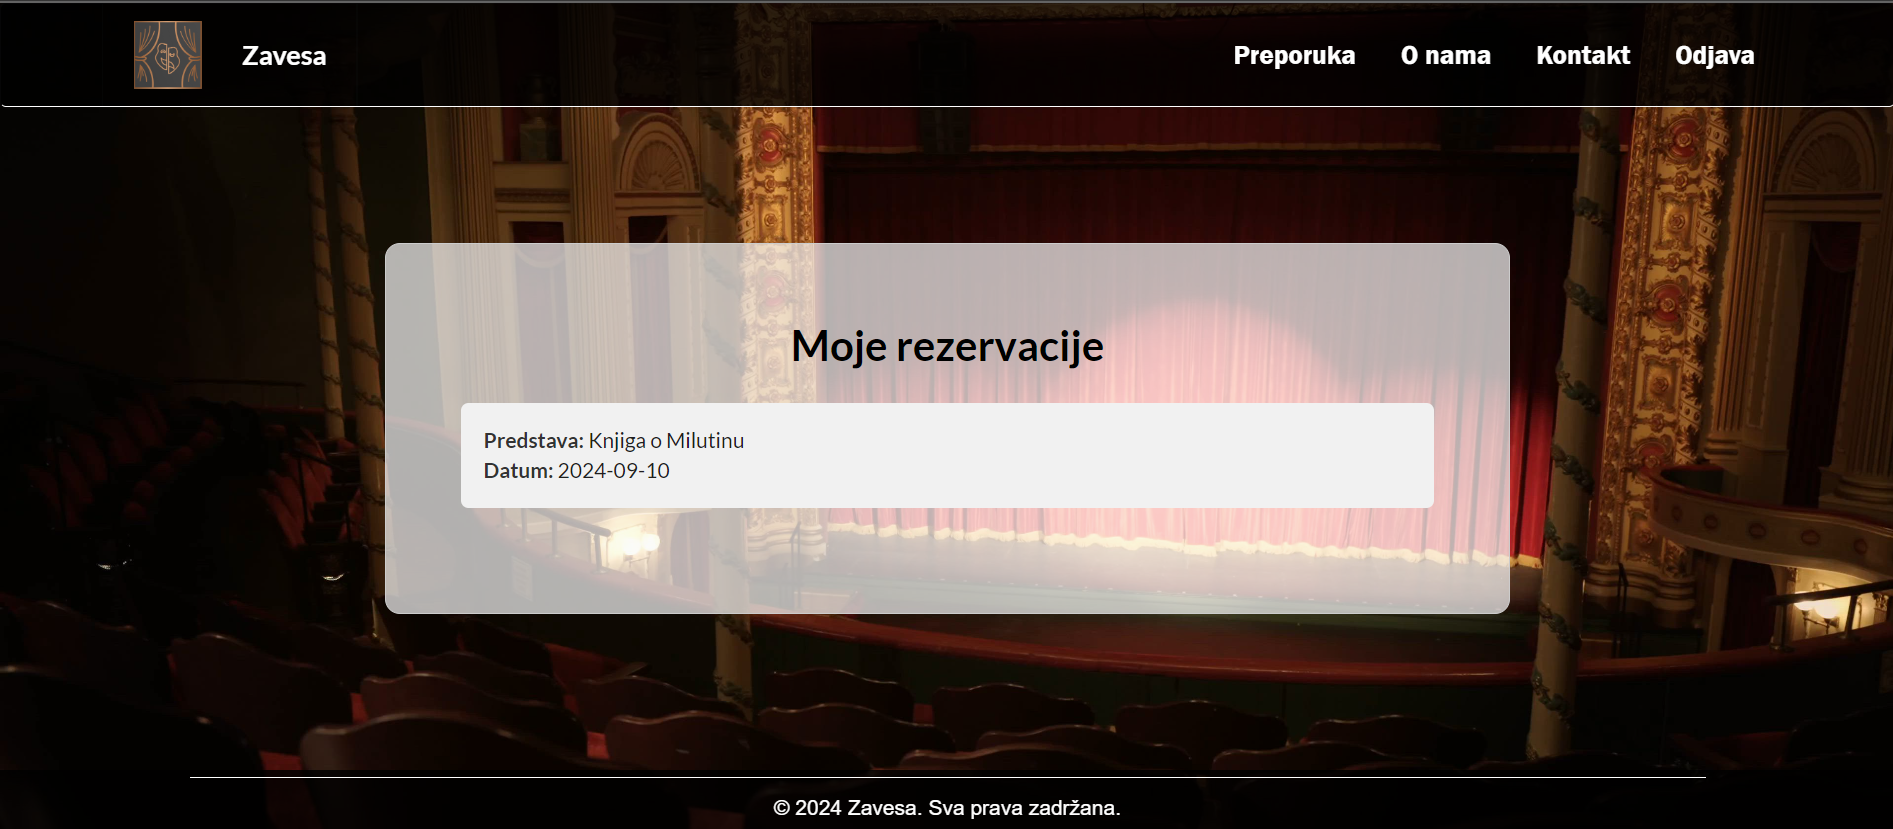 Zavesa
Preporuka O nama Kontakt Odjava
Moje rezervacije
Predstava: Knjiga o Milutinu
Datum: 2024-09-10
© 2024 Zavesa. Sva prava zadržana.